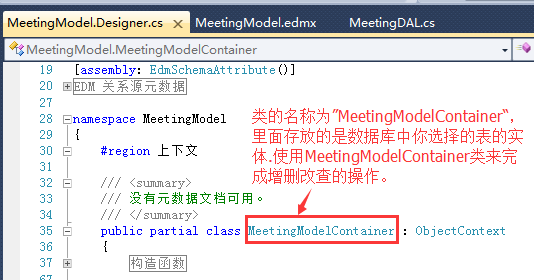 MeetingModel.Designer.cs × MeetingModel.edmx MeetingDAL.cs
MeetingModel.MeetingModelContainer
19 [assembly: EdmSchemaAttribute()]
20 EDM 关系源元数据
27
28 namespace MeetingModel
29 {
30 #region 上下文
31
32 /// <summary>
33 /// 没有元数据文档可用。
34 /// </summary>
35 public partial class MeetingModelContainer : ObjectContext
36 {
37 构造函数
类的名称为"MeetingModelContainer",
里面存放的是数据库中你选择的表的实
体.使用MeetingModelContainer类来完
成增删改查的操作。